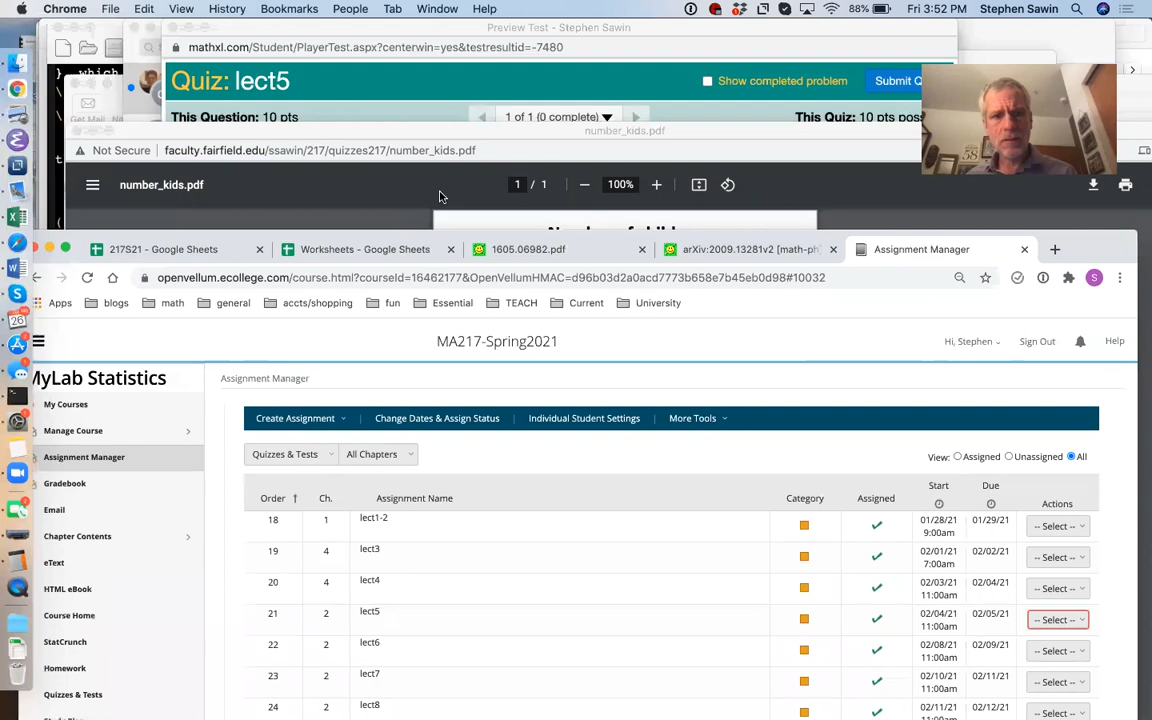 Chrome File Edit View History Bookmarks People Tab Window Help 88% Fri 3:52 PM Stephen Sawin
Preview Test - Stephen Sawin
mathxl.com/Student/PlayerTest.aspx?centerwin=yes&testresultid=-7480
} which
Quiz: lect5 Show completed problem Submit Q
This Question: 10 pts 1 of 1 (0 complete) This Quiz: 10 pts pos
Get Mail
number_kids.pdf
Not Secure faculty.fairfield.edu/ssawin/217/quizzes217/number_kids.pdf
number_kids.pdf 1 / 1 100%
217S21 - Google Sheets Worksheets - Google Sheets 1605.06982.pdf arXiv:2009.13281v2 [math-ph] Assignment Manager
openvellum.ecollege.com/course.html?courseId=16462177&OpenVellumHMAC=d96b03d2a0acd7773b658e7b45eb0d98#10032
Apps blogs math general accts/shopping fun Essential TEACH Current University
MA217-Spring2021 Hi, Stephen Sign Out Help
MyLab Statistics
Assignment Manager
My Courses
Manage Course
Assignment Manager
Gradebook
Email
Chapter Contents
eText
HTML eBook
Course Home
StatCrunch
Homework
Quizzes & Tests
Create Assignment Change Dates & Assign Status Individual Student Settings More Tools
Quizzes & Tests All Chapters View: Assigned Unassigned All
Order Ch. Assignment Name Category Assigned Start Due Actions
18 1 lect1-2 01/28/21 9:00am 01/29/21 -- Select --
19 4 lect3 02/01/21 7:00am 02/02/21 -- Select --
20 4 lect4 02/03/21 11:00am 02/04/21 -- Select --
21 2 lect5 02/04/21 11:00am 02/05/21 -- Select --
22 2 lect6 02/08/21 11:00am 02/09/21 -- Select --
23 2 lect7 02/10/21 11:00am 02/11/21 -- Select --
24 2 lect8 02/11/21 11:00am 02/12/21 -- Select --